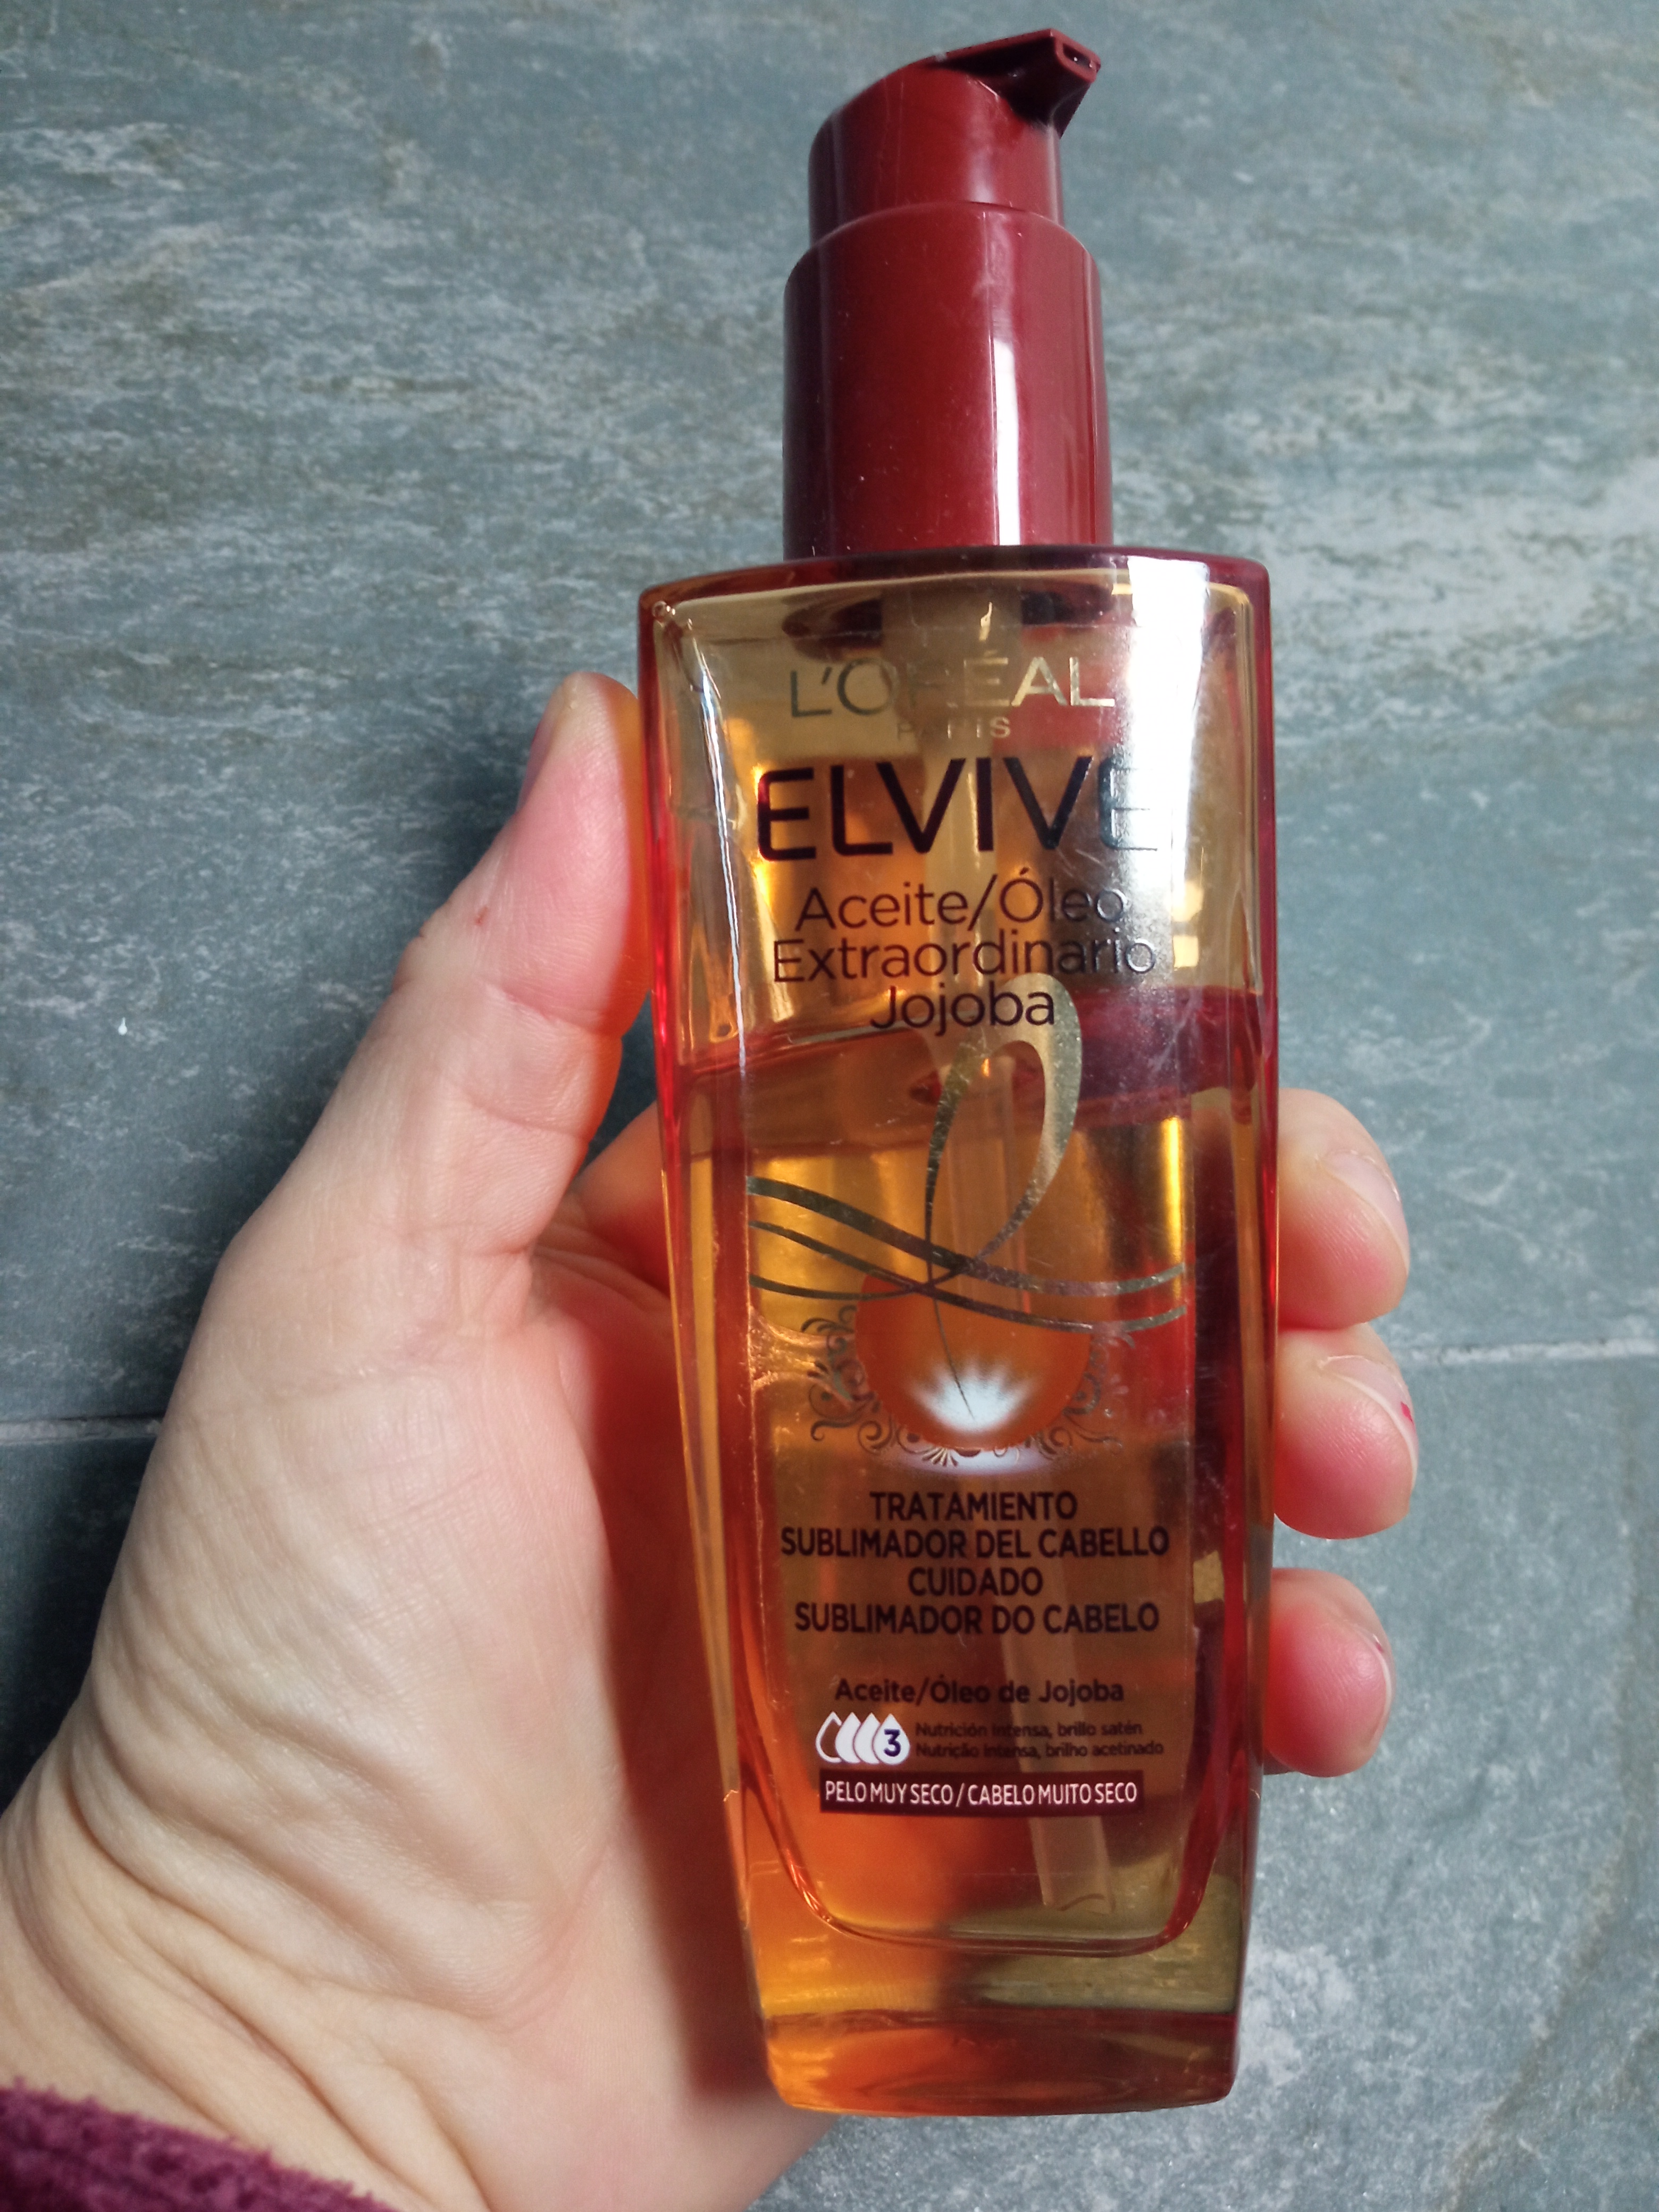 L'ORÉAL
PARIS
ELVIVE
Aceite/Óleo
Extraordinario
Jojoba
TRATAMIENTO
SUBLIMADOR DEL CABELLO
CUIDADO
SUBLIMADOR DO CABELO
Aceite/Óleo de Jojoba
3
Nutrición intensa, brillo satén
Nutrição intensa, brilho acetinado
PELO MUY SECO / CABELO MUITO SECO